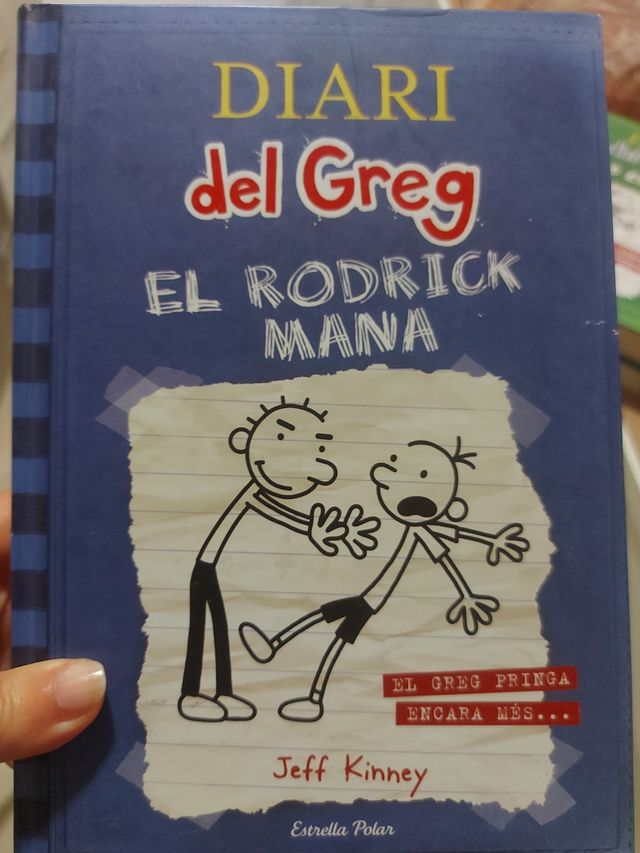 DIARI
del Greg
EL RODRICK
MANA
EL GREG PRINGA
ENCARA MÉS...
Jeff Kinney
Estrella Polar